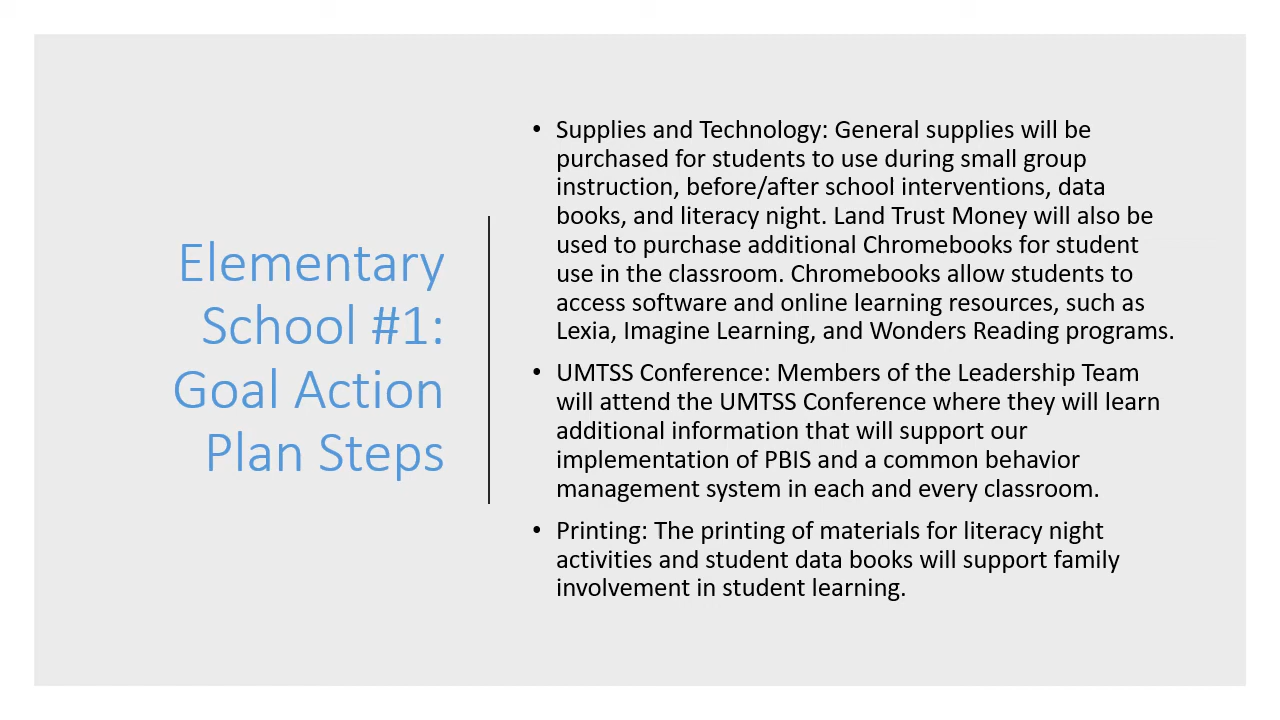 Elementary
School #1:
Goal Action
Plan Steps
• Supplies and Technology: General supplies will be
purchased for students to use during small group
instruction, before/after school interventions, data
books, and literacy night. Land Trust Money will also be
used to purchase additional Chromebooks for student
use in the classroom. Chromebooks allow students to
access software and online learning resources, such as
Lexia, Imagine Learning, and Wonders Reading programs.
• UMTSS Conference: Members of the Leadership Team
will attend the UMTSS Conference where they will learn
additional information that will support our
implementation of PBIS and a common behavior
management system in each and every classroom.
• Printing: The printing of materials for literacy night
activities and student data books will support family
involvement in student learning.